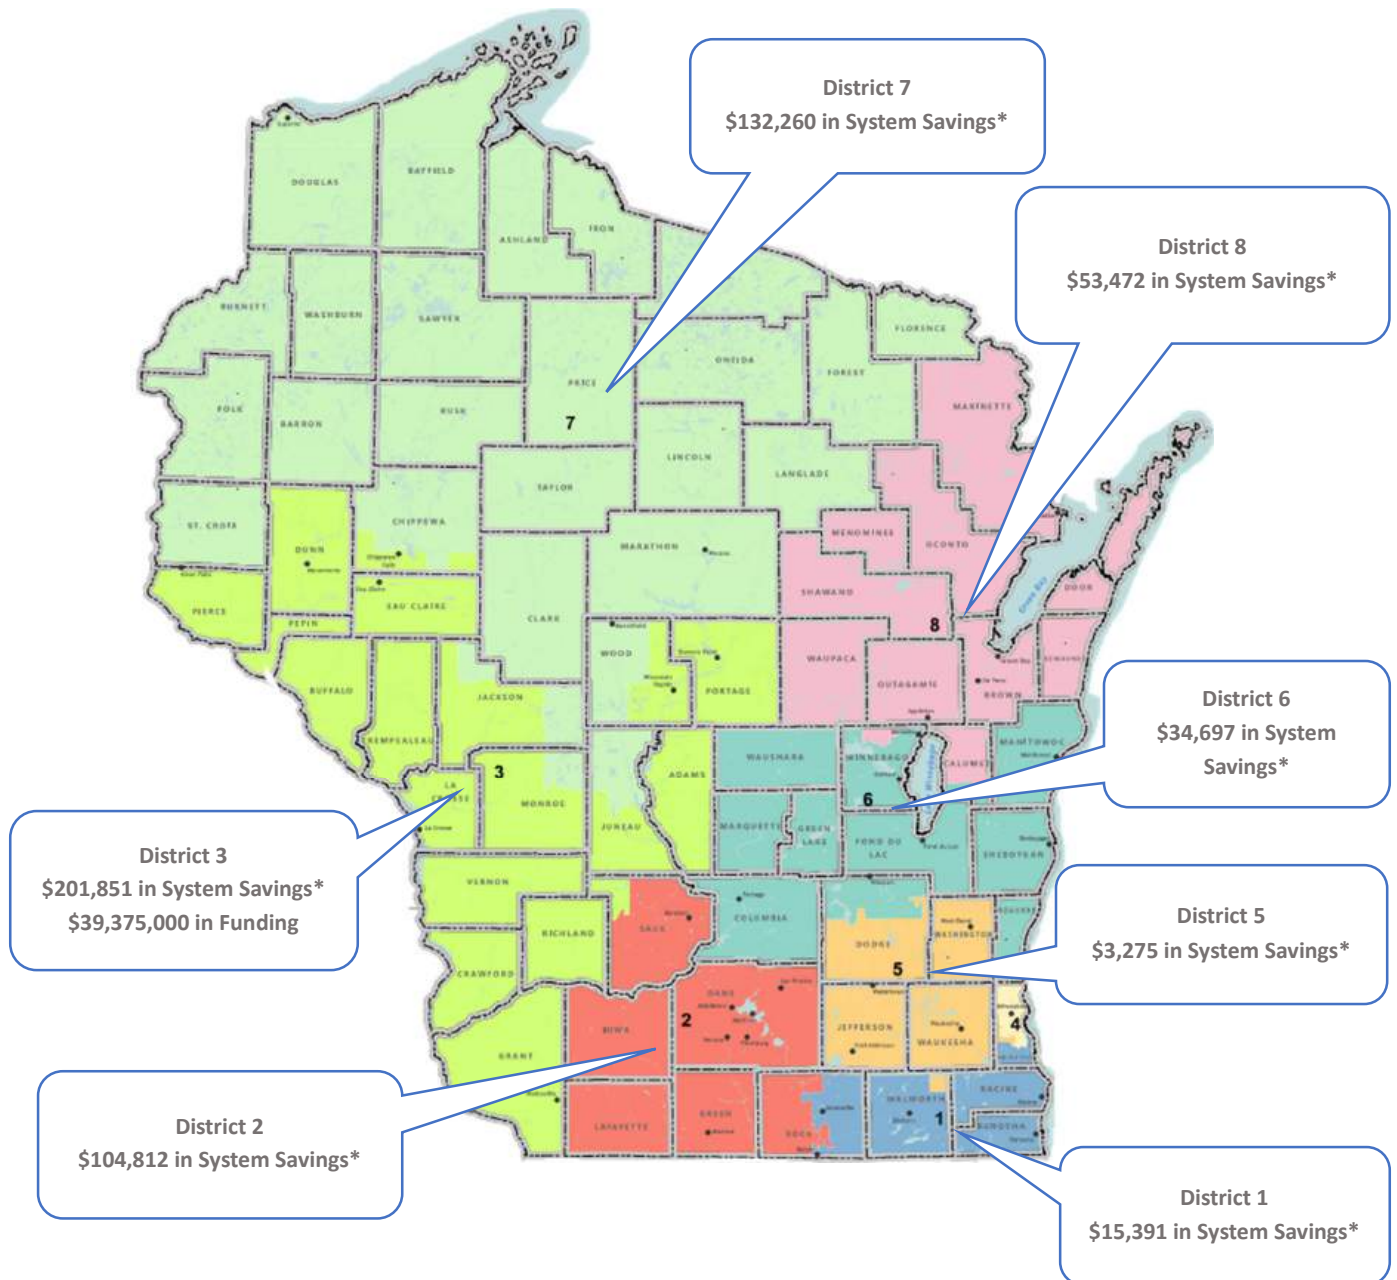 District 7
$132,260 in System Savings*
District 8
$53,472 in System Savings*
DOUGLAS
BAYFIELD
ASHLAND
IRON
BURNETT
WASHBURN
SAWYER
FLORENCE
ONEIDA
FOREST
PRICE
7
MARINETTE
POLK
BARRON
RUSK
LINCOLN
LANGLADE
TAYLOR
ST. CROIX
CHIPPEWA
MENOMINEE
OCONTO
DUNN
MARATHON
Green Bay
SHAWANO
DOOR
PIERCE
EAU CLAIRE
PEPIN
CLARK
8
WOOD
WAUPACA
PORTAGE
OUTAGAMIE
BROWN
BUFFALO
JACKSON
District 6
$34,697 in System
Savings*
TREMPEALEAU
MANITOWOC
WAUSHARA
WINNEBAGO
CALUMET
ADAMS
3
LA
CROSSE
MONROE
6
JUNEAU
MARQUETTE
GREEN
LAKE
FOND DU
LAC
SHEBOYGAN
District 3
$201,851 in System Savings*
$39,375,000 in Funding
VERNON
COLUMBIA
District 5
$3,275 in System Savings*
RICHLAND
SAUK
DODGE
WASHINGTON
CRAWFORD
5
DANE
2
IOWA
JEFFERSON
WAUKESHA
4
GRANT
RACINE
WALWORTH
1
LAFAYETTE
GREEN
ROCK
KENOSHA
District 2
$104,812 in System Savings*
District 1
$15,391 in System Savings*